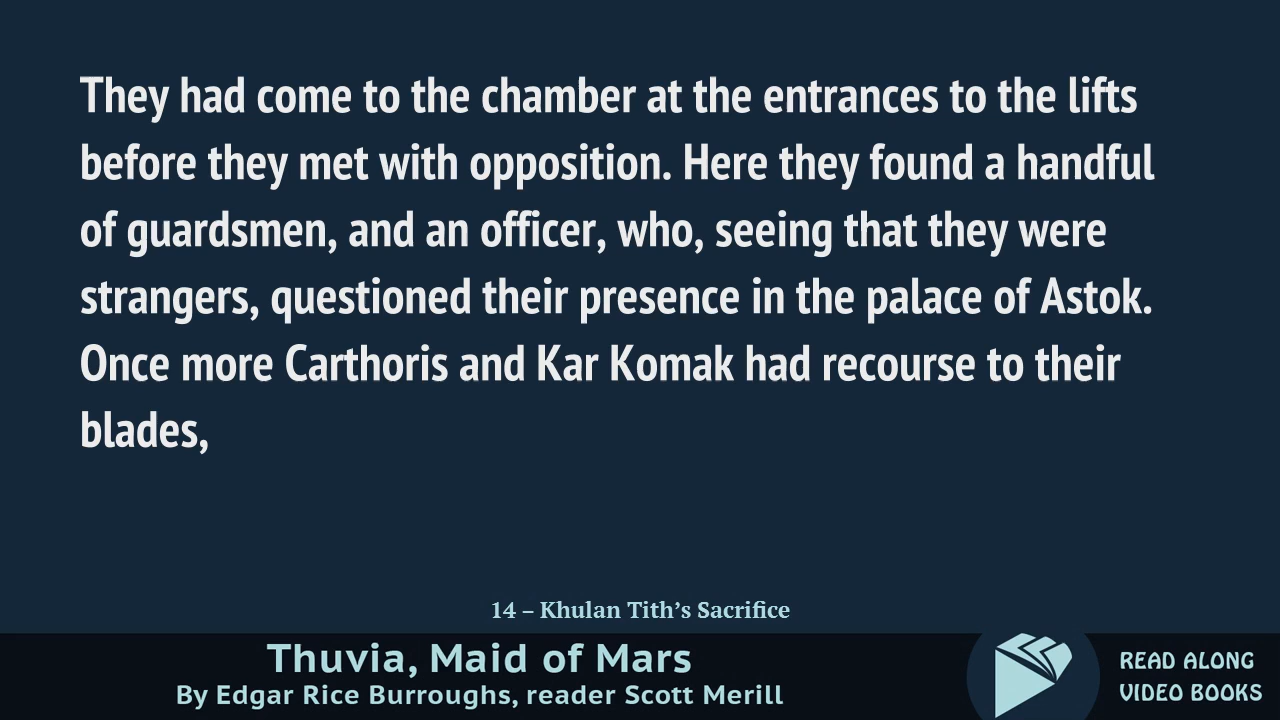 They had come to the chamber at the entrances to the lifts
before they met with opposition. Here they found a handful
of guardsmen, and an officer, who, seeing that they were
strangers, questioned their presence in the palace of Astok.
Once more Carthoris and Kar Komak had recourse to their
blades,
14 – Khulan Tith’s Sacrifice
Thuvia, Maid of Mars
By Edgar Rice Burroughs, reader Scott Merill
READ ALONG
VIDEO BOOKS